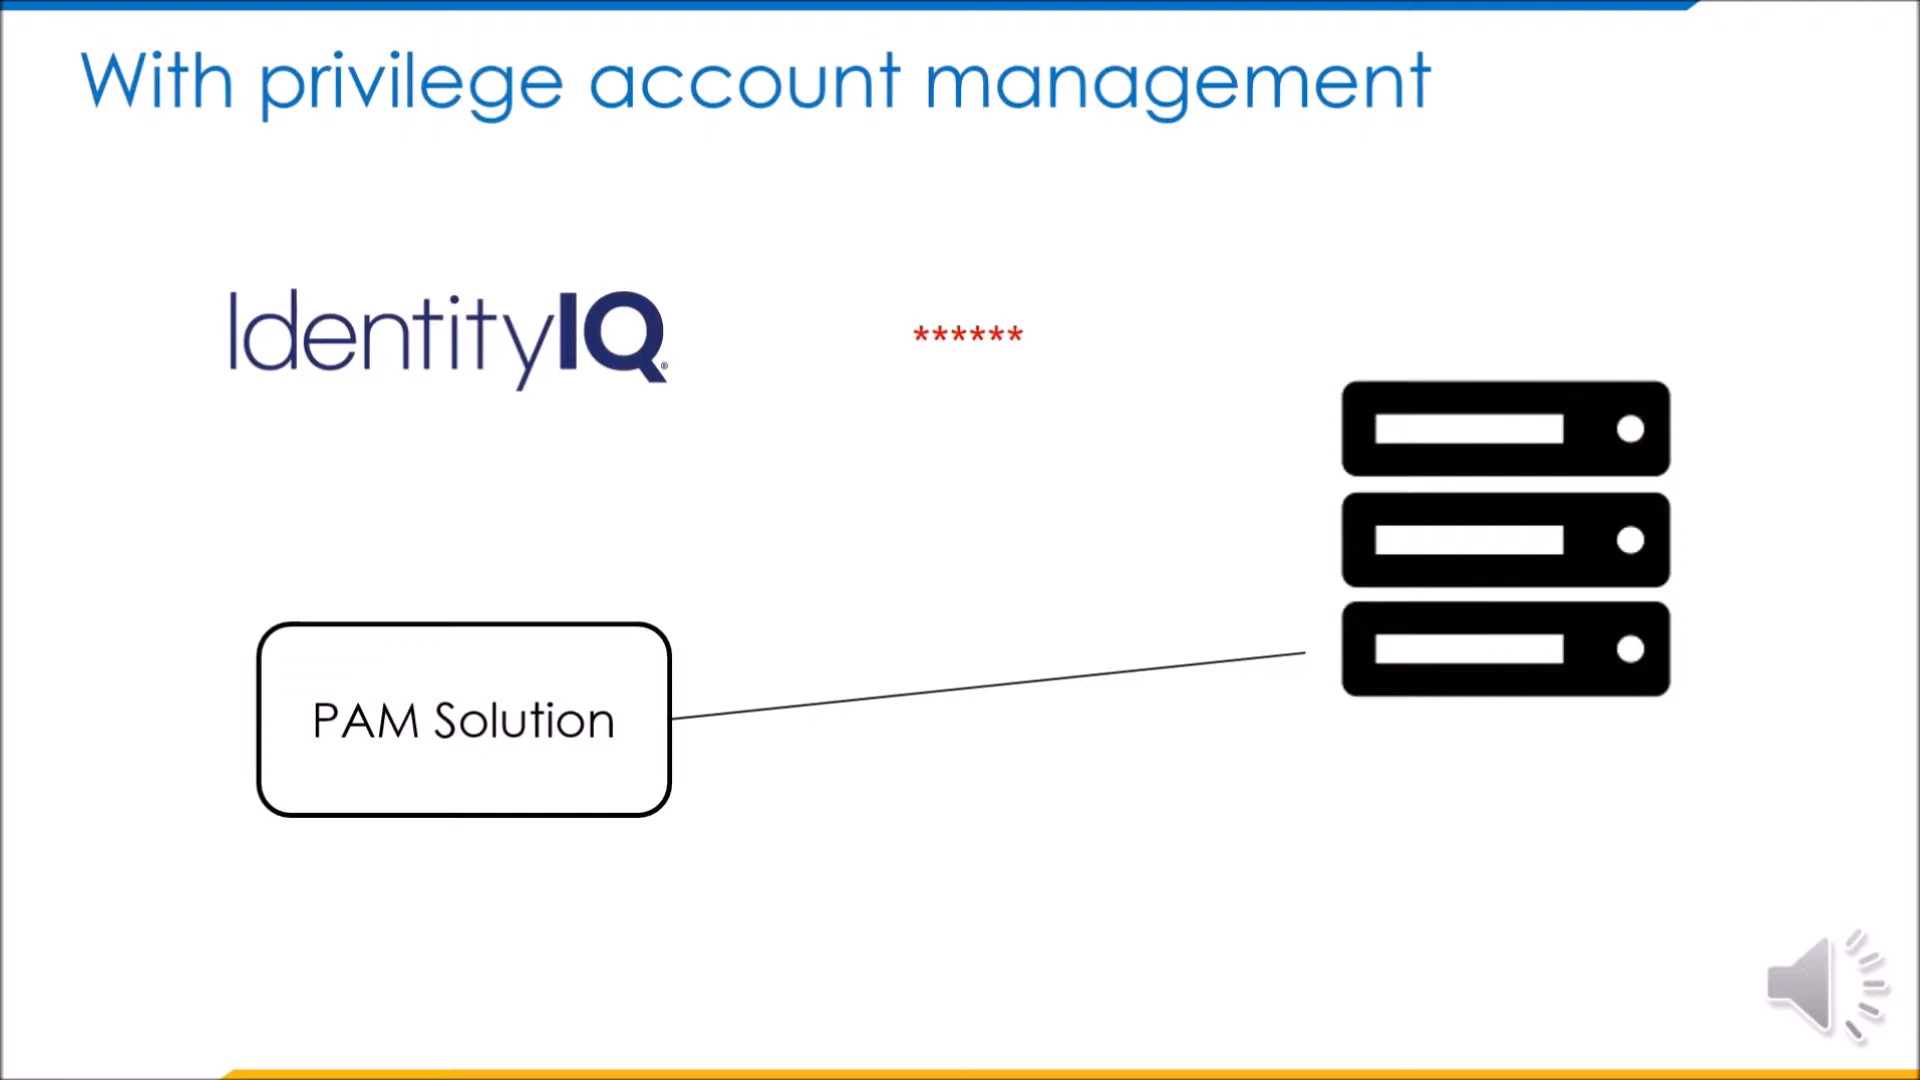 With privilege account management
IdentityIQ®
******
PAM Solution